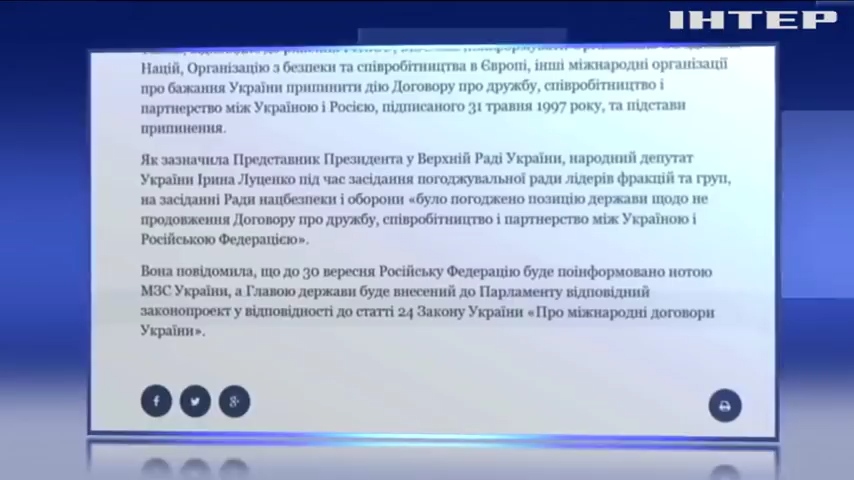 ІНТЕР
Націй, Організацію з безпеки та співробітництва в Європі, інші міжнародні організації
про бажання України припинити дію Договору про дружбу, співробітництво і
партнерство між Україною і Росією, підписаного 31 травня 1997 року, та підстави
припинення.
Як зазначила Представник Президента у Верхній Раді України, народний депутат
України Ірина Луценко під час засідання погоджувальної ради лідерів фракцій та груп,
на засіданні Ради нацбезпеки і оборони «було погоджено позицію держави щодо не
продовження Договору про дружбу, співробітництво і партнерство між Україною і
Російською Федерацією».
Вона повідомила, що до 30 вересня Російську Федерацію буде поінформовано нотою
МЗС України, а Главою держави буде внесений до Парламенту відповідний
законопроект у відповідності до статті 24 Закону України «Про міжнародні договори
України».